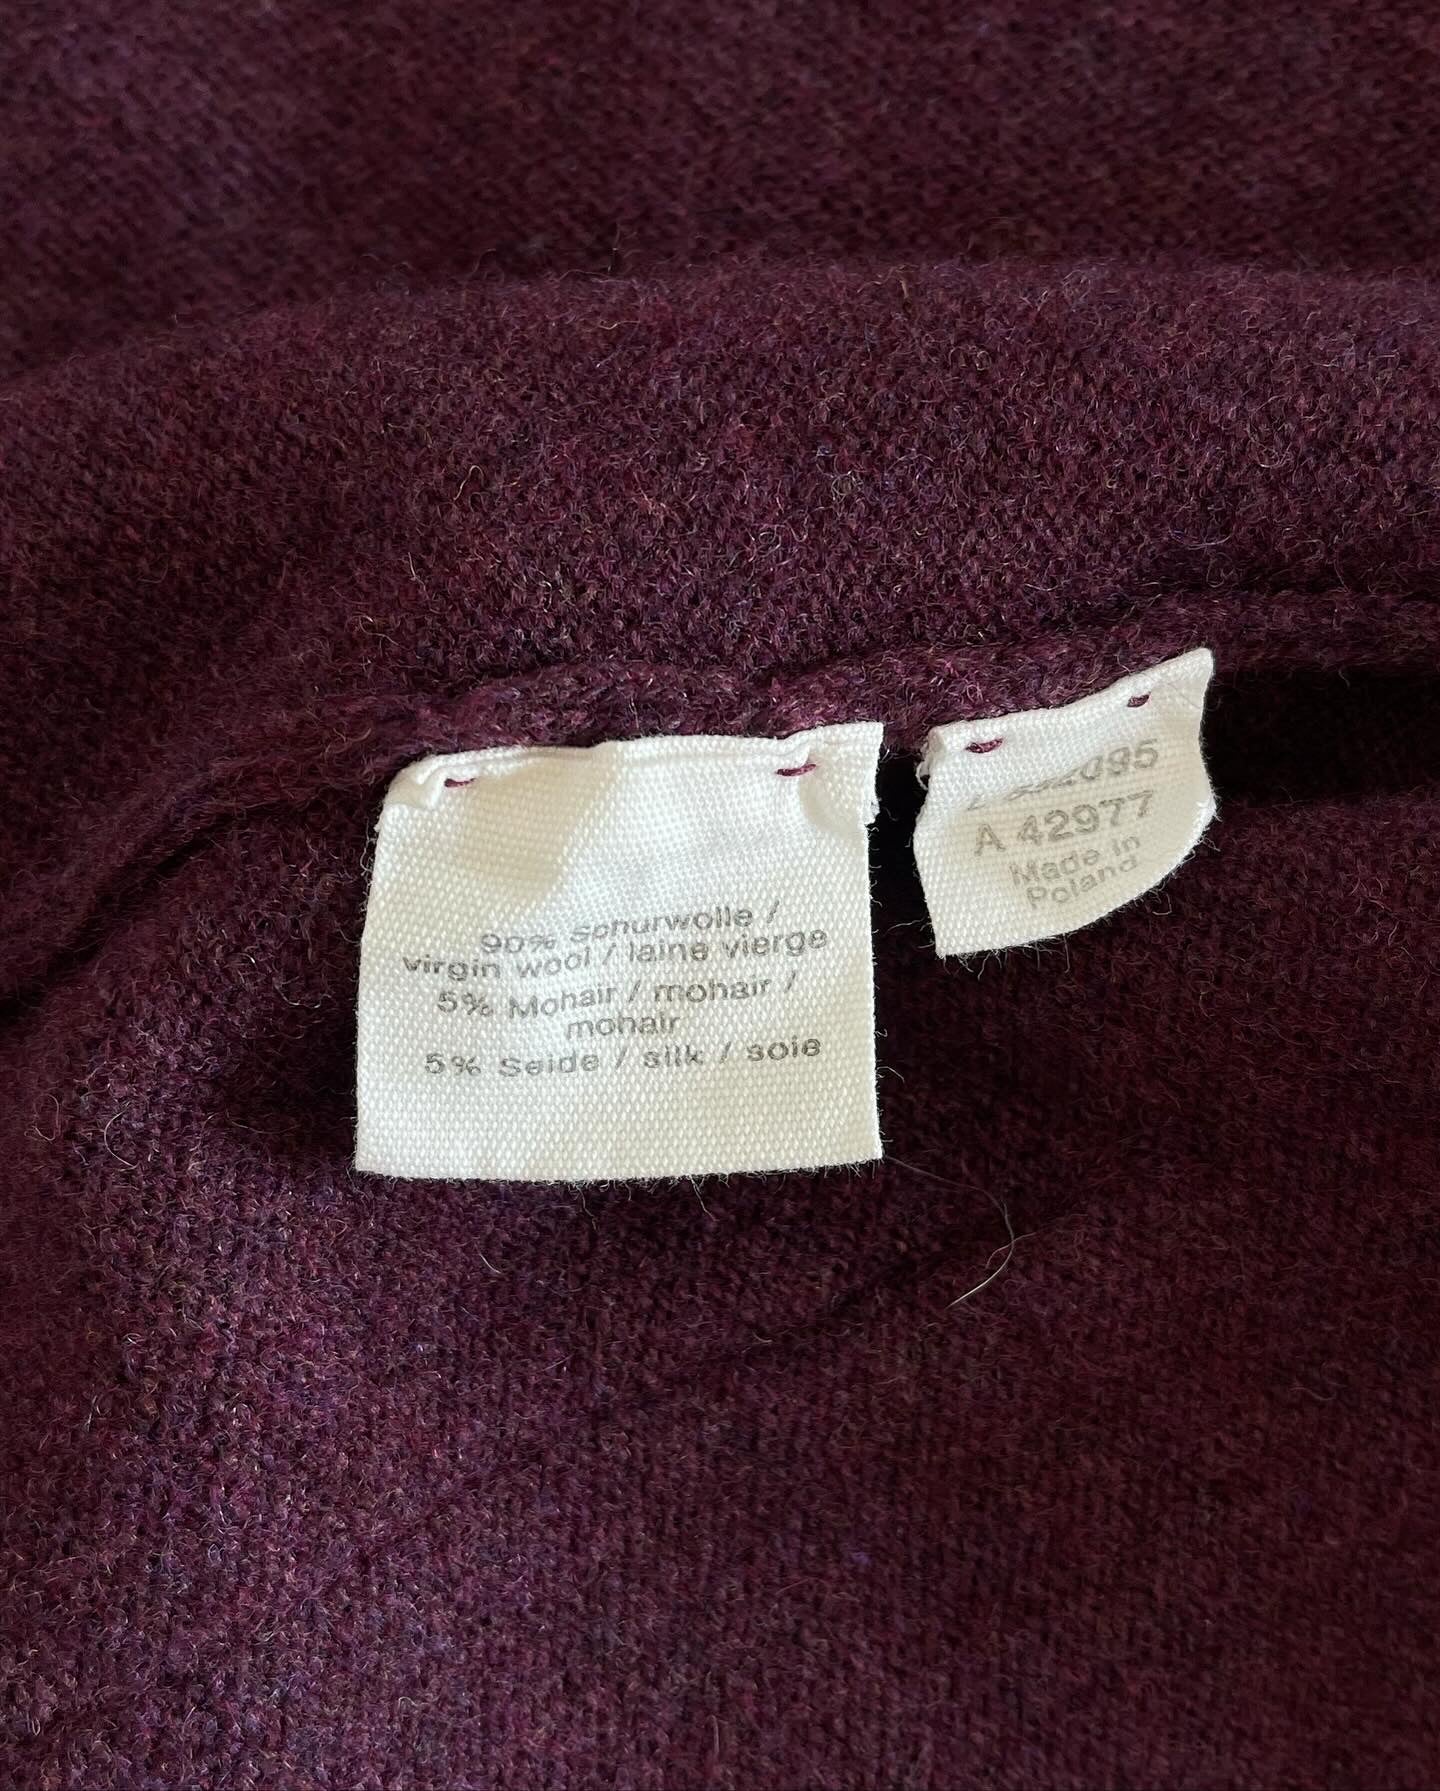 90% Schurwolle /
virgin wool / laine vierge
5% Mohair / mohair /
mohair
5% Seide / silk / soie
A 42977
Made in
Poland